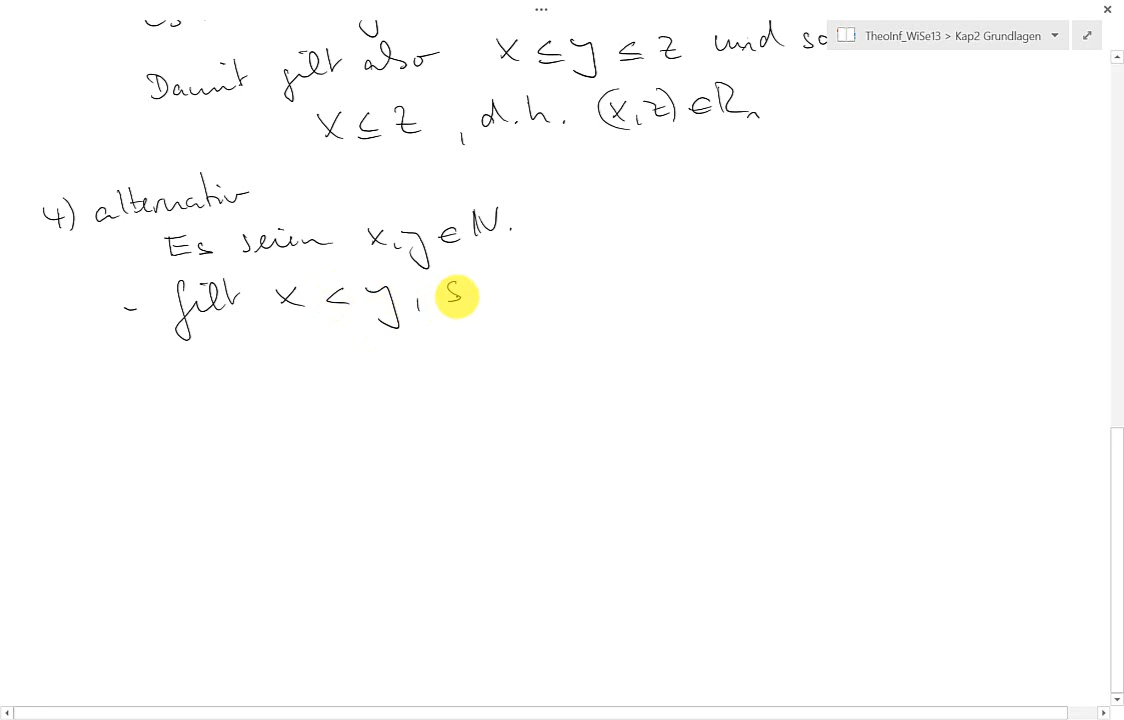 ...
TheoInf_WiSe13 > Kap2 Grundlagen
Damit gilt also x ≤ y ≤ z und so
x ≤ z , d.h. (x,z) ∈ R
4) alternativ
Es seien x, y ∈ ℕ.
- gilt x < y, s